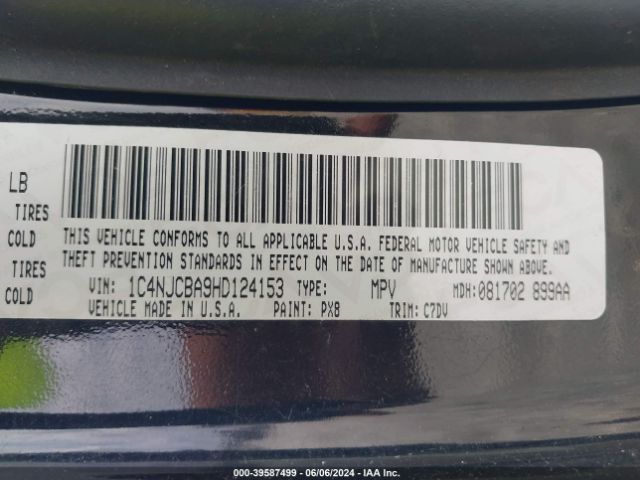 LB
TIRES
COLD
TIRES
COLD
THIS VEHICLE CONFORMS TO ALL APPLICABLE U.S.A. FEDERAL MOTOR VEHICLE SAFETY AND
THEFT PREVENTION STANDARDS IN EFFECT ON THE DATE OF MANUFACTURE SHOWN ABOVE.
VIN: 1C4NJCBA9HD124153 TYPE: MPV MDH:081702 899AA
VEHICLE MADE IN U.S.A. PAINT: PX8 TRIM: C7DV
000-39587499 - 06/06/2024 - IAA Inc.